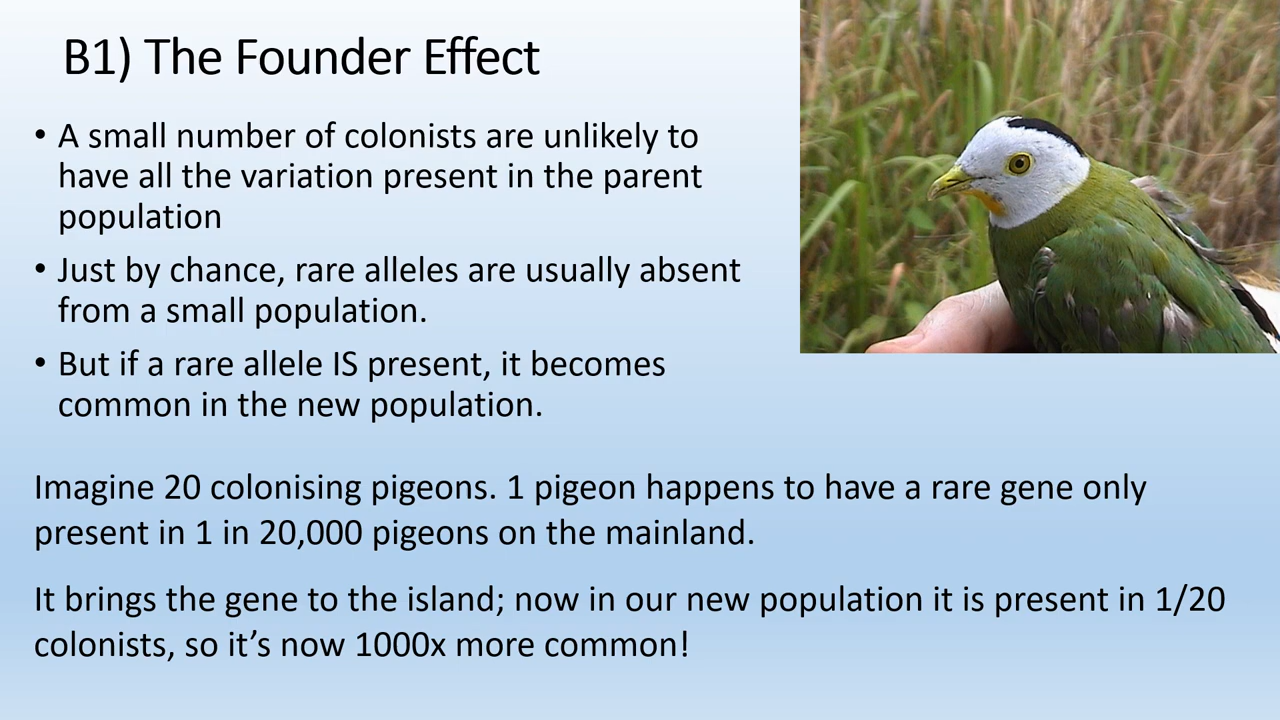 B1) The Founder Effect
• A small number of colonists are unlikely to
have all the variation present in the parent
population
• Just by chance, rare alleles are usually absent
from a small population.
• But if a rare allele IS present, it becomes
common in the new population.
Imagine 20 colonising pigeons. 1 pigeon happens to have a rare gene only
present in 1 in 20,000 pigeons on the mainland.
It brings the gene to the island; now in our new population it is present in 1/20
colonists, so it’s now 1000x more common!